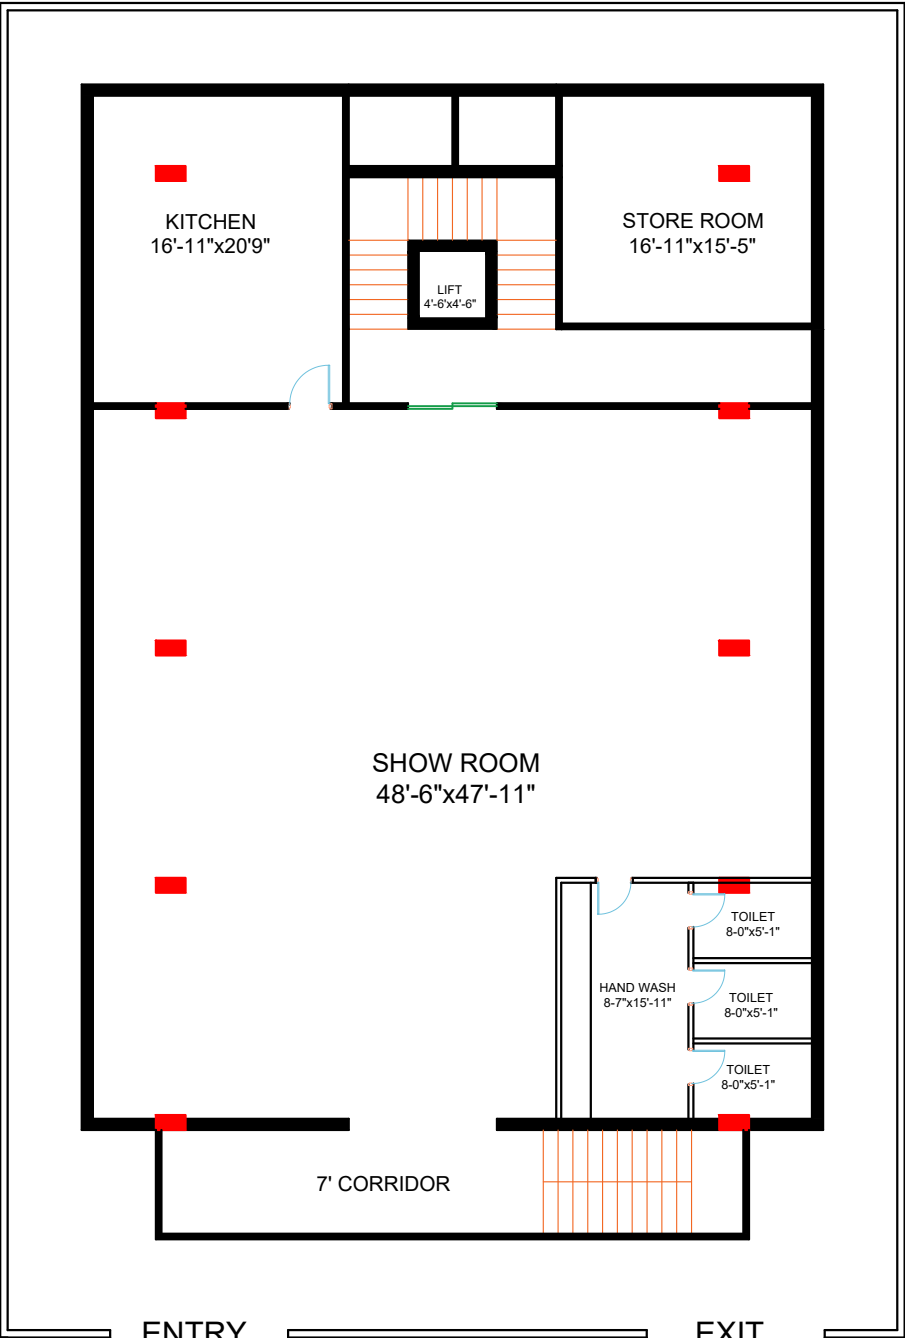 KITCHEN
16'-11"x20'9"
STORE ROOM
16'-11"x15'-5"
LIFT
4'-6'x4'-6"
SHOW ROOM
48'-6"x47'-11"
TOILET
8-0"x5'-1"
HAND WASH
8-7"x15'-11"
TOILET
8-0"x5'-1"
TOILET
8-0"x5'-1"
7' CORRIDOR
ENTRY
EXIT